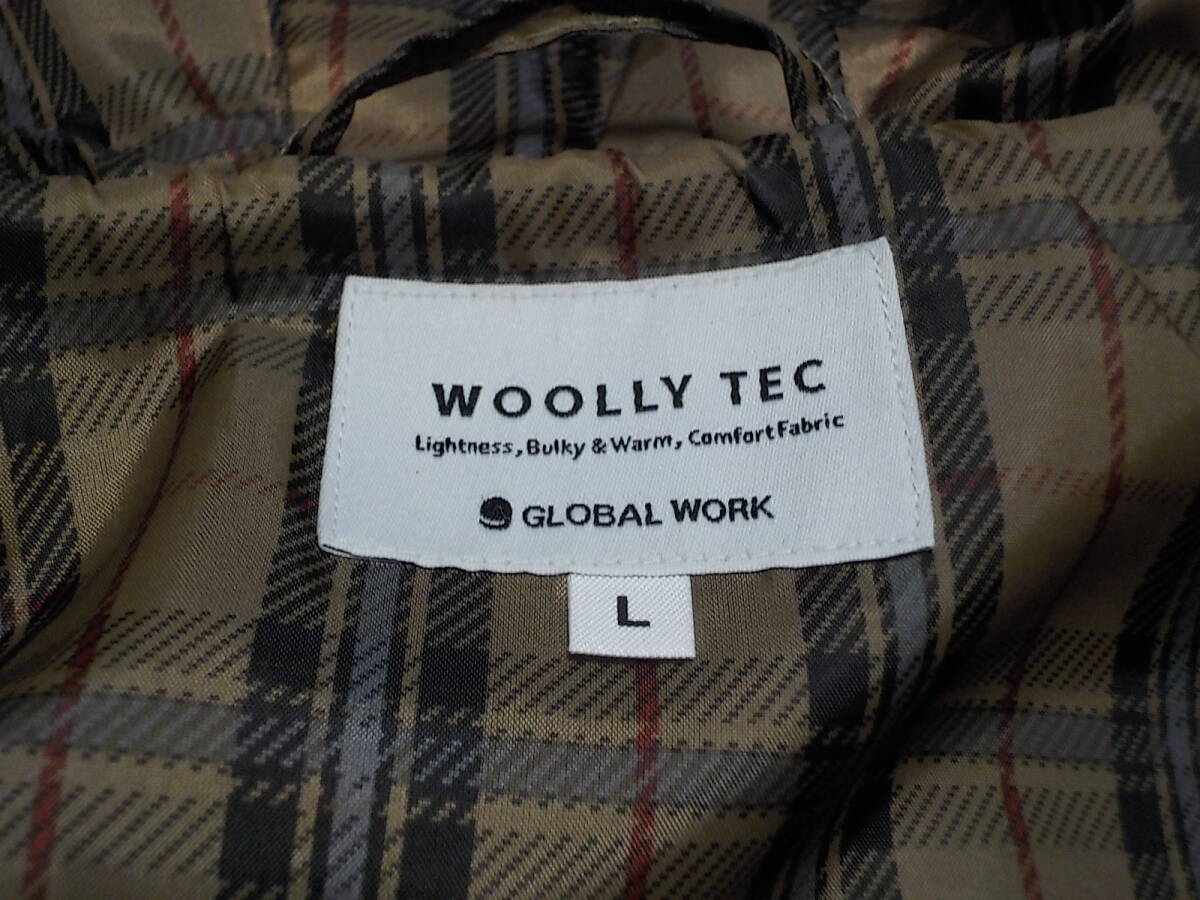 WOOLLY TEC
Lightness, Bulky & Warm, Comfort Fabric
GLOBAL WORK
L